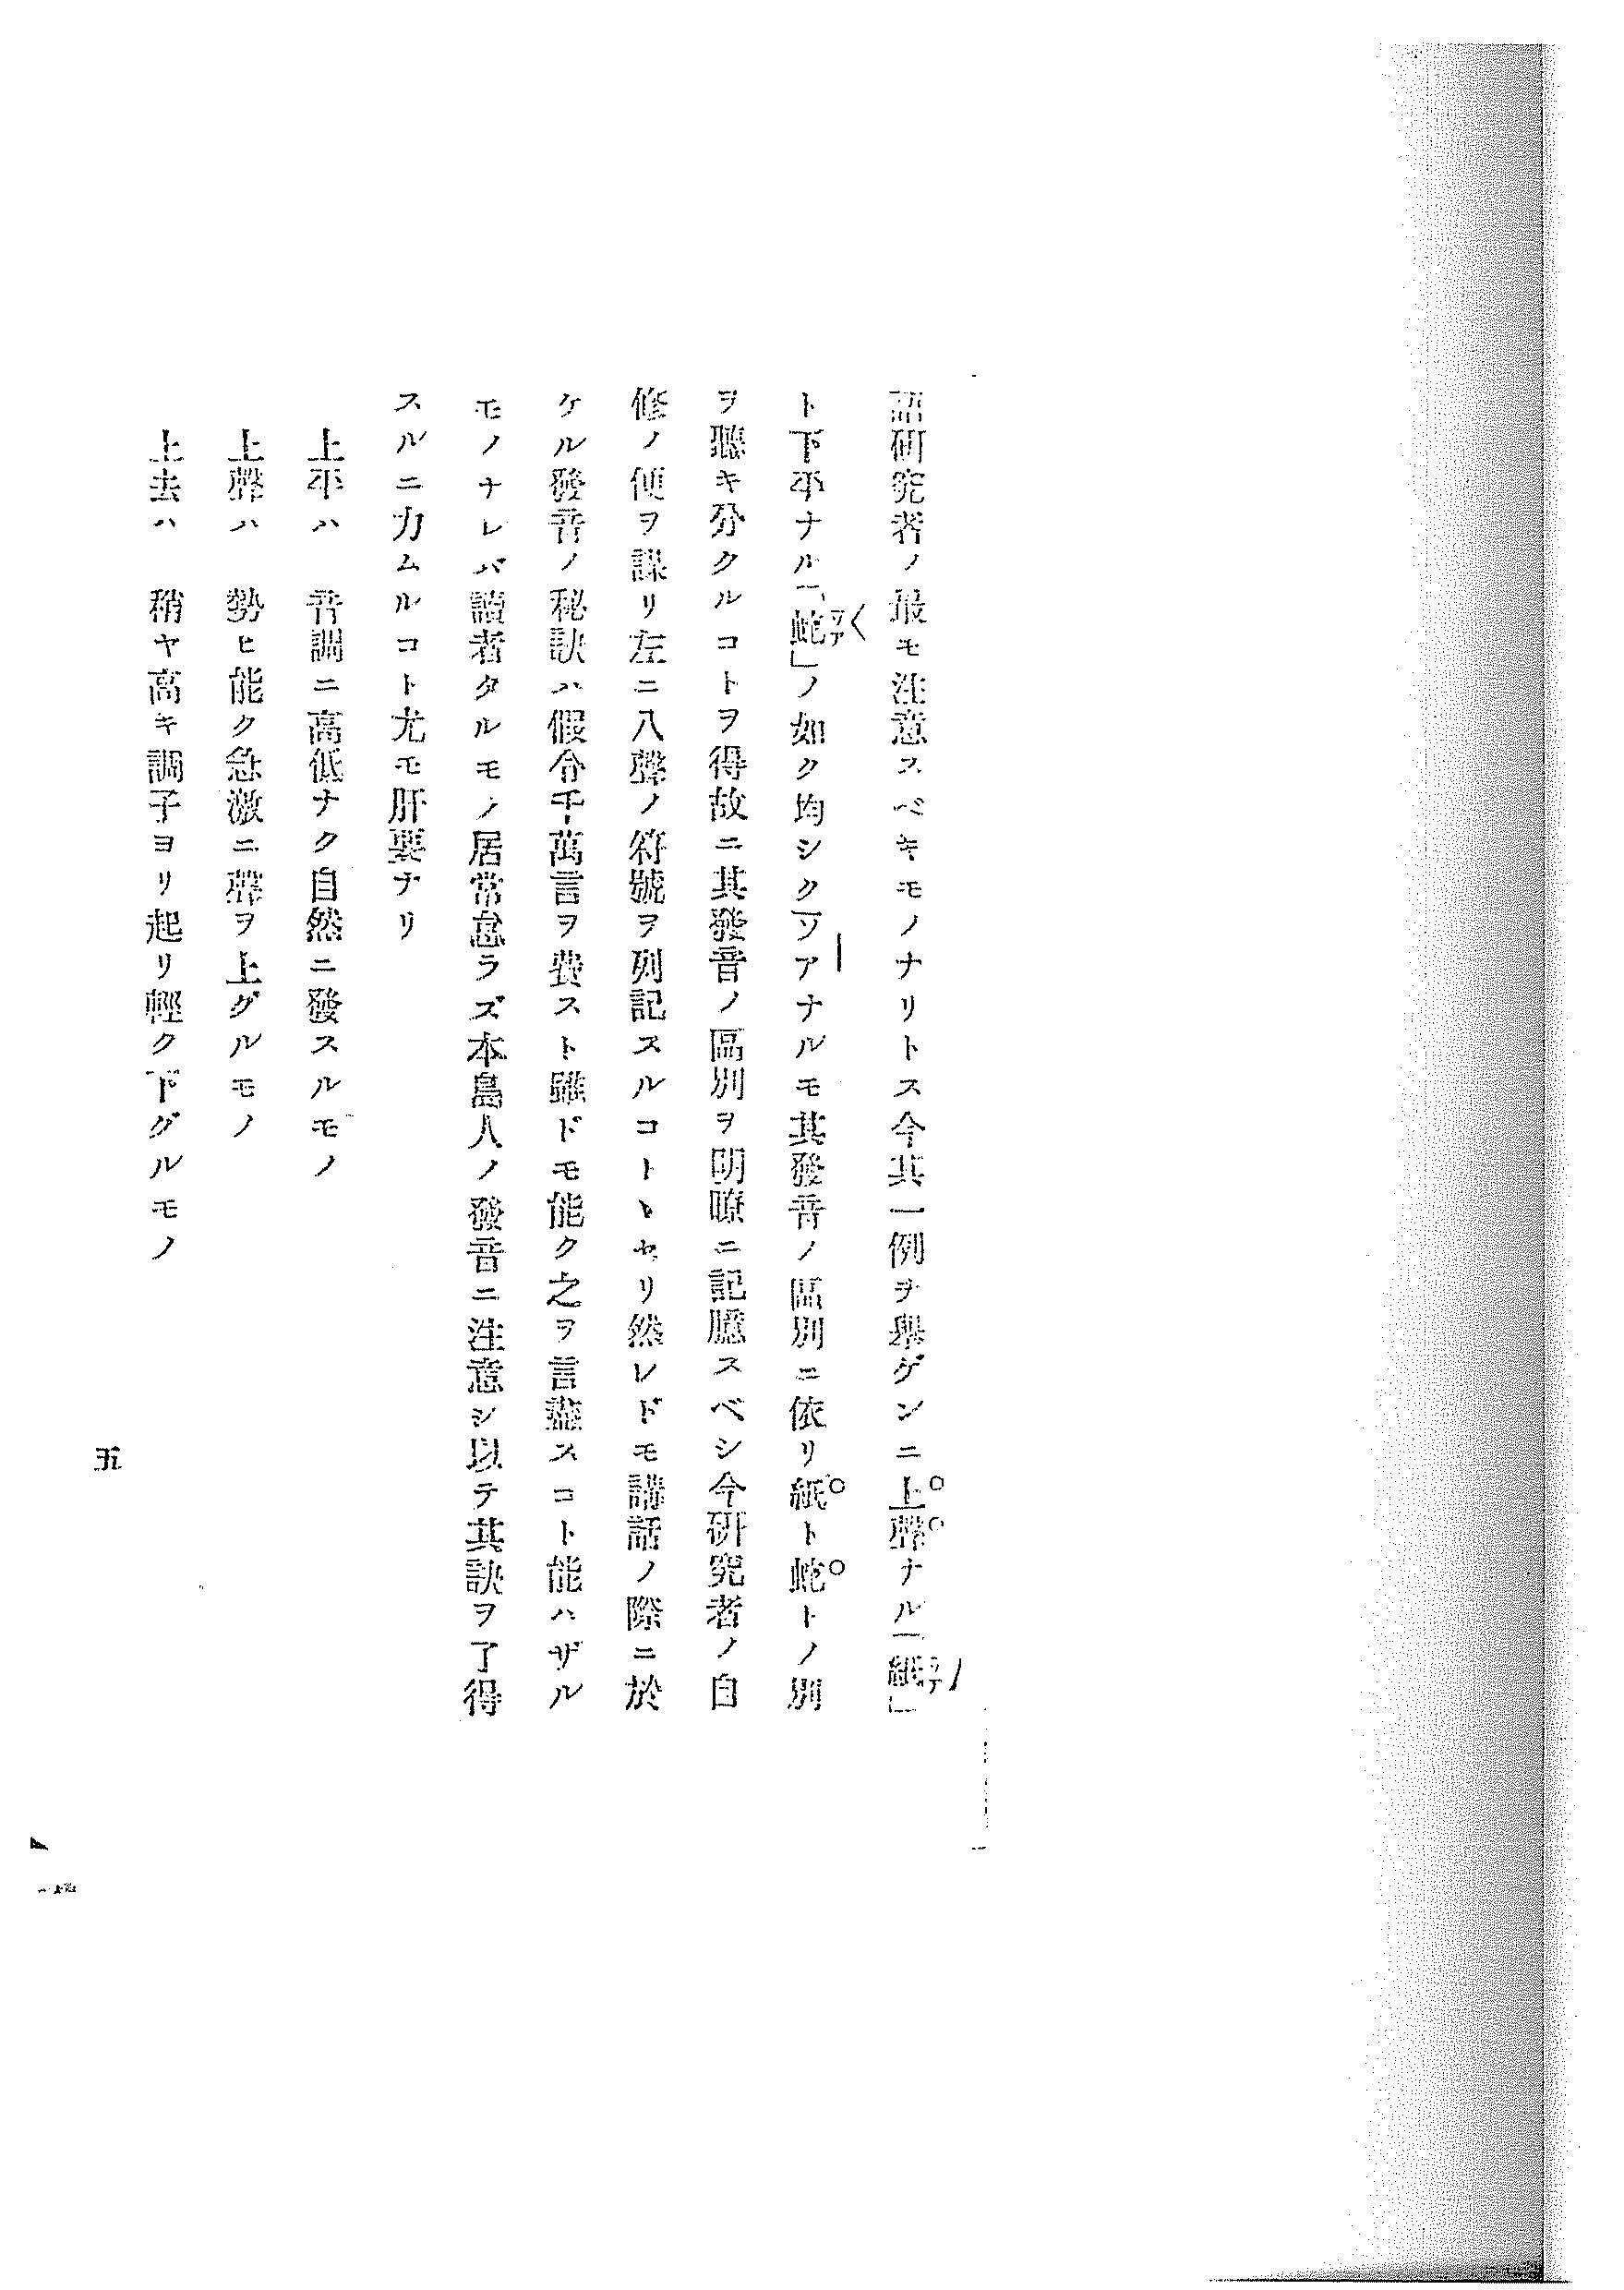 語研究者ノ最モ注意スベキモノナリトス今其一例ヲ舉ゲンニ上聲ナル「紙」
ト下平ナル「蛇」ノ如ク均シクツアナルモ其發音ノ區別ニ依リ紙ト蛇トノ別
ヲ聽キ分クルコトヲ得故ニ其發音ノ區別ヲ明瞭ニ記臆スベシ今研究者ノ自
修ノ便ヲ謀リ左ニ八聲ノ符號ヲ列記スルコトヽセリ然レドモ講話ノ際ニ於
ケル發音ノ秘訣ハ假令千萬言ヲ費スト雖ドモ能ク之ヲ言盡スコト能ハザル
モノナレバ讀者タルモノ居常怠ラズ本島人ノ發音ニ注意シ以テ其訣ヲ了得
スルニ力ムルコト尤モ肝要ナリ
上平ハ　音調ニ高低ナク自然ニ發スルモノ
上聲ハ　勢ヒ能ク急激ニ聲ヲ上グルモノ
上去ハ　稍ヤ高キ調子ヨリ起リ輕ク下グルモノ
五